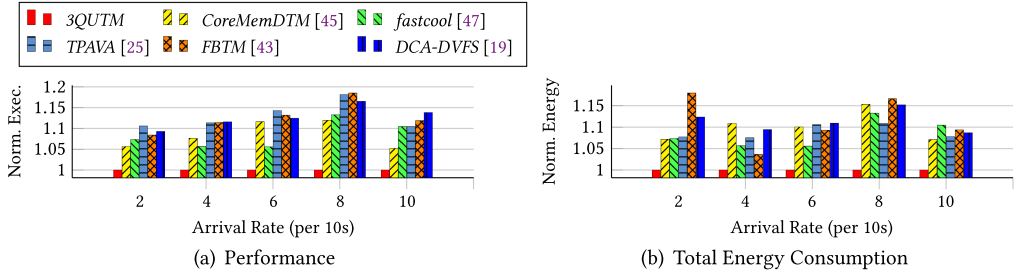 3QUTM CoreMemDTM [45] fastcool [47]
TPAVA [25] FBTM [43] DCA-DVFS [19]
Norm. Exec.
1.2
1.15
1.1
1.05
1
2 4 6 8 10
Arrival Rate (per 10s)
(a) Performance
Norm. Energy
1.15
1.1
1.05
1
2 4 6 8 10
Arrival Rate (per 10s)
(b) Total Energy Consumption